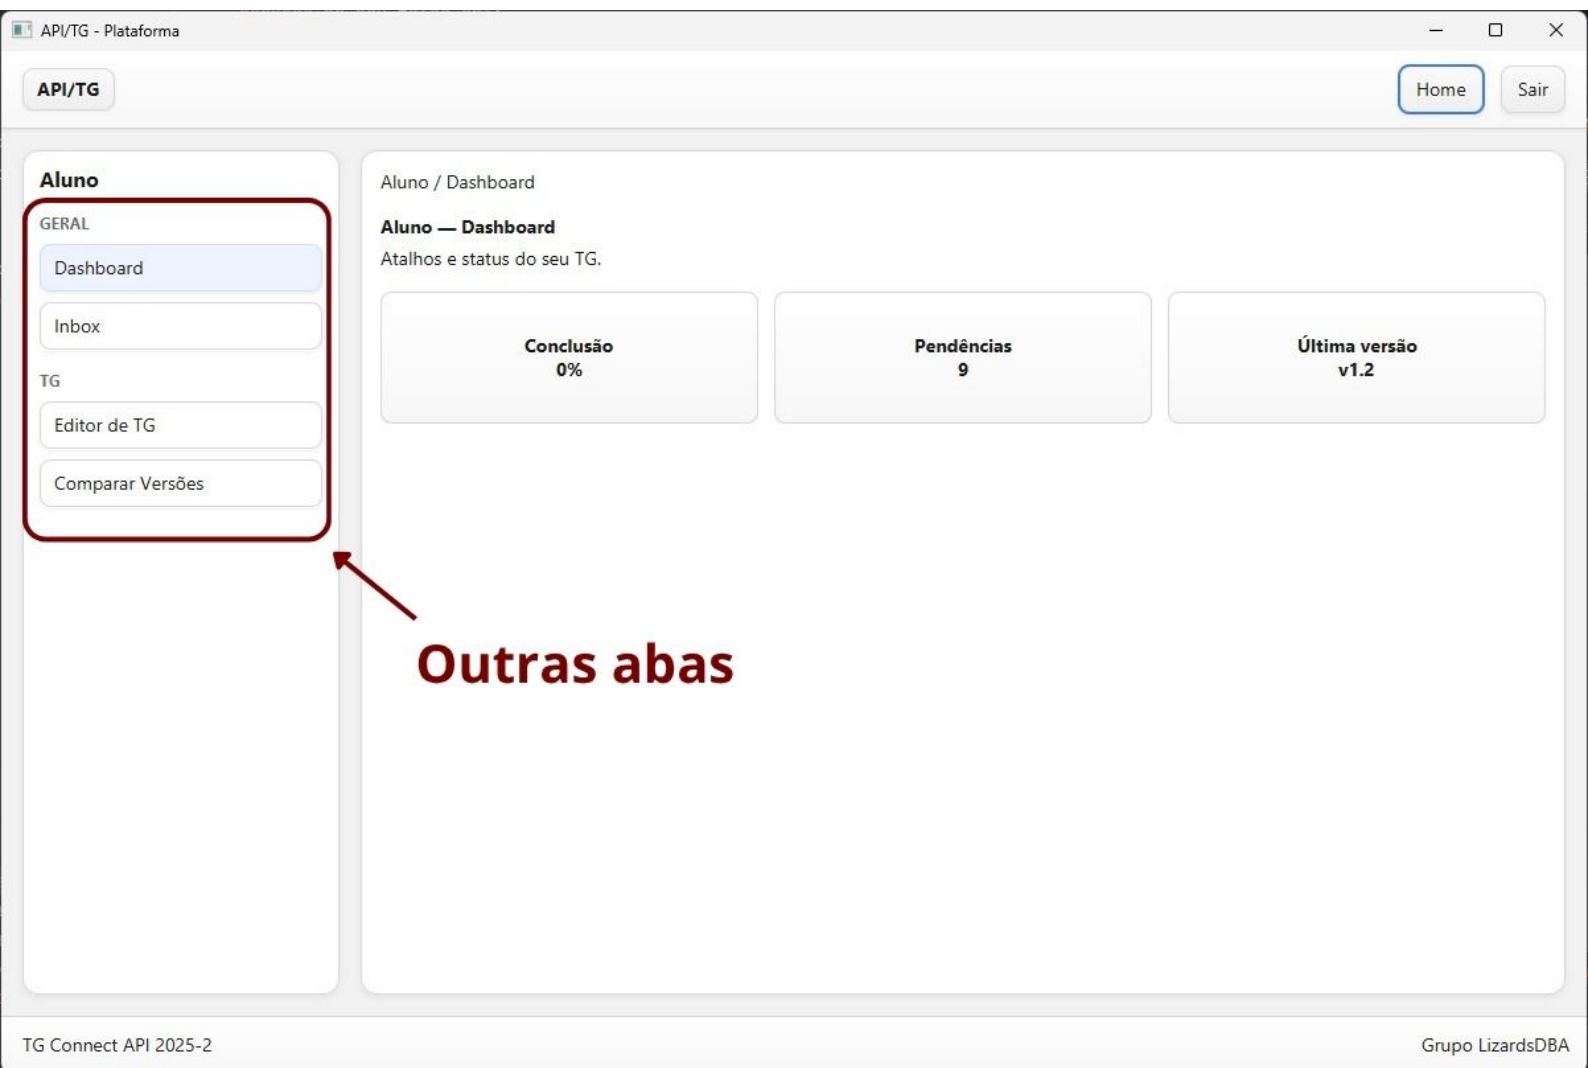 API/TG - Plataforma
API/TG
Home
Sair
Aluno
GERAL
Dashboard
Inbox
TG
Editor de TG
Comparar Versões
Aluno / Dashboard
Aluno — Dashboard
Atalhos e status do seu TG.
Conclusão
0%
Pendências
9
Última versão
v1.2
Outras abas
TG Connect API 2025-2
Grupo LizardsDBA